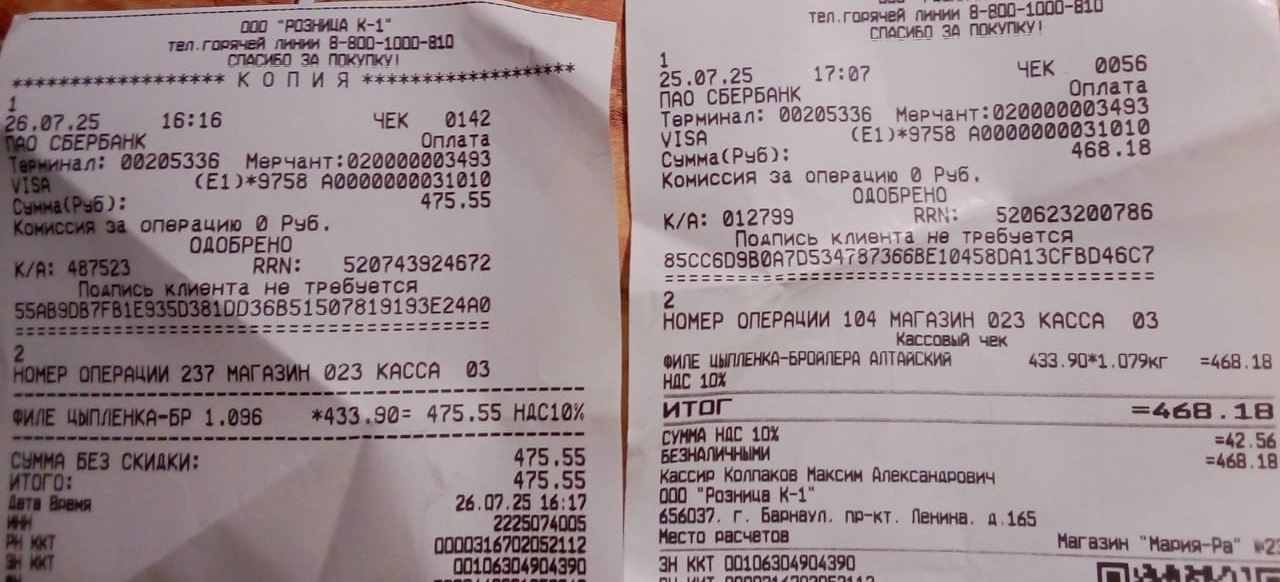 ООО "РОЗНИЦА К-1"
тел.горячей линии 8-800-1000-810
СПАСИБО ЗА ПОКУПКУ!
****************** К О П И Я ******************
1
26.07.25 16:16 ЧЕК 0142
ПАО СБЕРБАНК Оплата
Терминал: 00205336 Мерчант:020000003493
VISA (E1)*9758 A0000000031010
Сумма(Руб): 475.55
Комиссия за операцию 0 Руб.
ОДОБРЕНО
К/А: 487523 RRN: 520743924672
Подпись клиента не требуется
55AB9DB7FB1E935D381DD36B51507819193E24A0
========================================
2
НОМЕР ОПЕРАЦИИ 237 МАГАЗИН 023 КАССА 03
ФИЛЕ ЦЫПЛЕНКА-БР 1.096 *433.90= 475.55 НДС10%
СУММА БЕЗ СКИДКИ: 475.55
ИТОГО: 475.55
Дата Время 26.07.25 16:17
ИНН 2225074005
РН ККТ 0000316702052112
ЗН ККТ 00106304904390
тел.горячей линии 8-800-1000-810
СПАСИБО ЗА ПОКУПКУ!
1
25.07.25 17:07 ЧЕК 0056
ПАО СБЕРБАНК Оплата
Терминал: 00205336 Мерчант:020000003493
VISA (E1)*9758 A0000000031010
Сумма(Руб): 468.18
Комиссия за операцию 0 Руб.
ОДОБРЕНО
К/А: 012799 RRN: 520623200786
Подпись клиента не требуется
85CC6D9B0A7D534787366BE10458DA13CFBD46C7
========================================
2
НОМЕР ОПЕРАЦИИ 104 МАГАЗИН 023 КАССА 03
Кассовый чек
ФИЛЕ ЦЫПЛЕНКА-БРОЙЛЕРА АЛТАЙСКИЙ 433.90*1.079кг =468.18
НДС 10%
ИТОГ =468.18
СУММА НДС 10% =42.56
БЕЗНАЛИЧНЫМИ =468.18
Кассир Колпаков Максим Александрович
ООО "Розница К-1"
656037, г. Барнаул, пр-кт. Ленина, д.165
Место расчетов Магазин "Мария-Ра" №23
ЗН ККТ 00106304904390